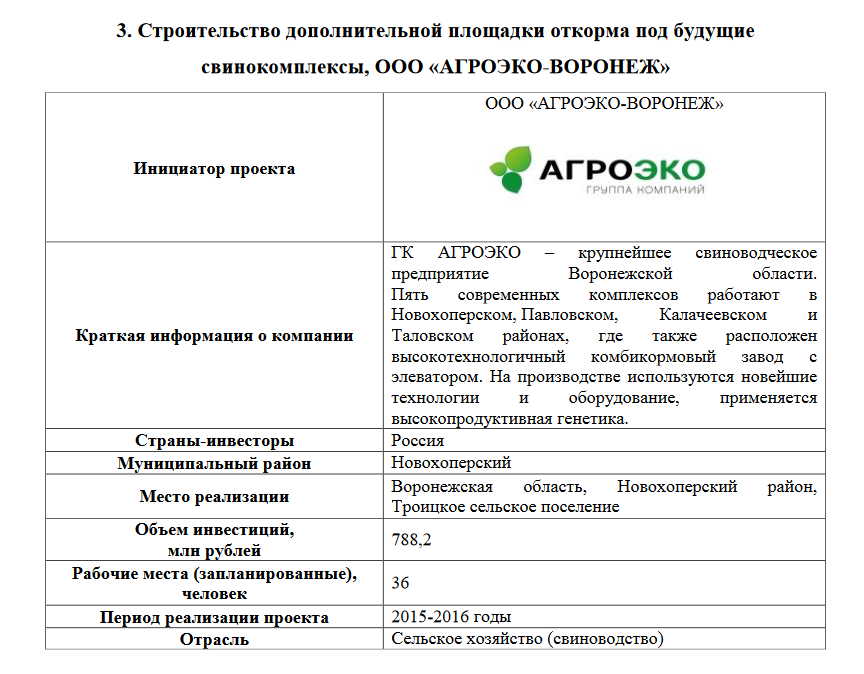 3. Строительство дополнительной площадки откорма под будущие
свинокомплексы, ООО «АГРОЭКО-ВОРОНЕЖ»
Инициатор проекта
ООО «АГРОЭКО-ВОРОНЕЖ»
АГРОЭКО
ГРУППА КОМПАНИЙ
Краткая информация о компании
ГК АГРОЭКО – крупнейшее свиноводческое
предприятие Воронежской области.
Пять современных комплексов работают в
Новохоперском, Павловском, Калачеевском и
Таловском районах, где также расположен
высокотехнологичный комбикормовый завод с
элеватором. На производстве используются новейшие
технологии и оборудование, применяется
высокопродуктивная генетика.
Страны-инвесторы
Россия
Муниципальный район
Новохоперский
Место реализации
Воронежская область, Новохоперский район,
Троицкое сельское поселение
Объем инвестиций,
млн рублей
788,2
Рабочие места (запланированные),
человек
36
Период реализации проекта
2015-2016 годы
Отрасль
Сельское хозяйство (свиноводство)